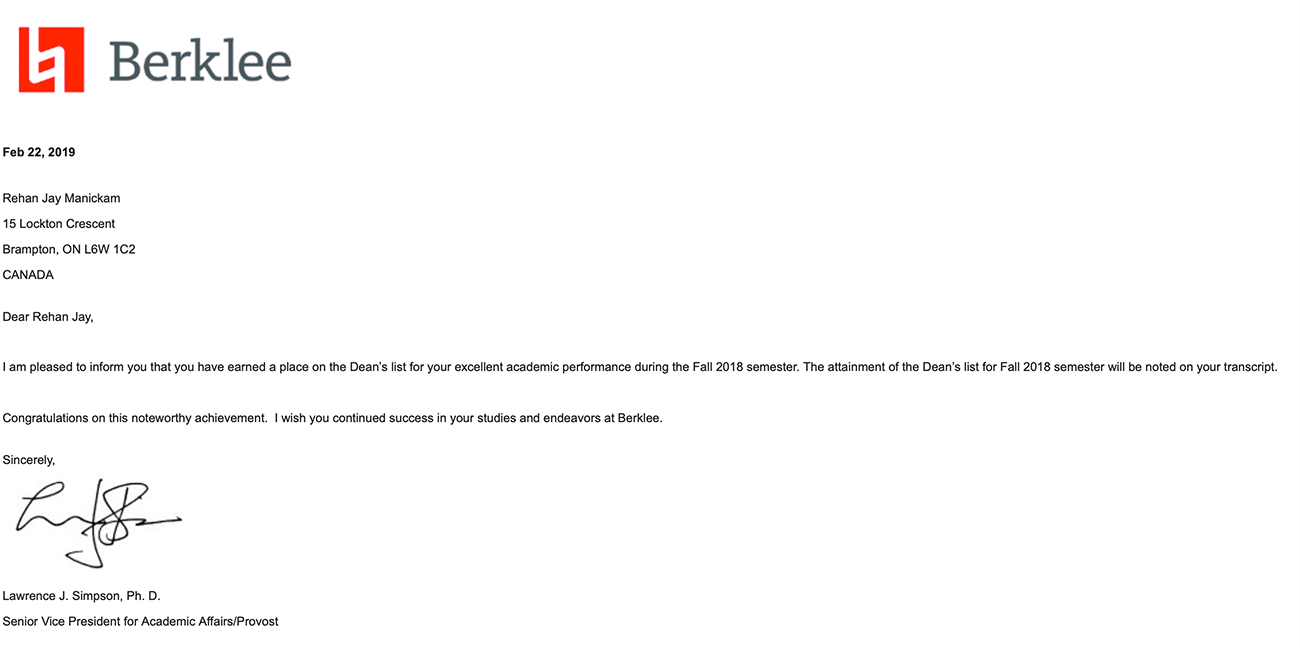 Berklee
Feb 22, 2019
Rehan Jay Manickam
15 Lockton Crescent
Brampton, ON L6W 1C2
CANADA
Dear Rehan Jay,
I am pleased to inform you that you have earned a place on the Dean’s list for your excellent academic performance during the Fall 2018 semester. The attainment of the Dean’s list for Fall 2018 semester will be noted on your transcript.
Congratulations on this noteworthy achievement.  I wish you continued success in your studies and endeavors at Berklee.
Sincerely,
Lawrence J. Simpson, Ph. D.
Senior Vice President for Academic Affairs/Provost